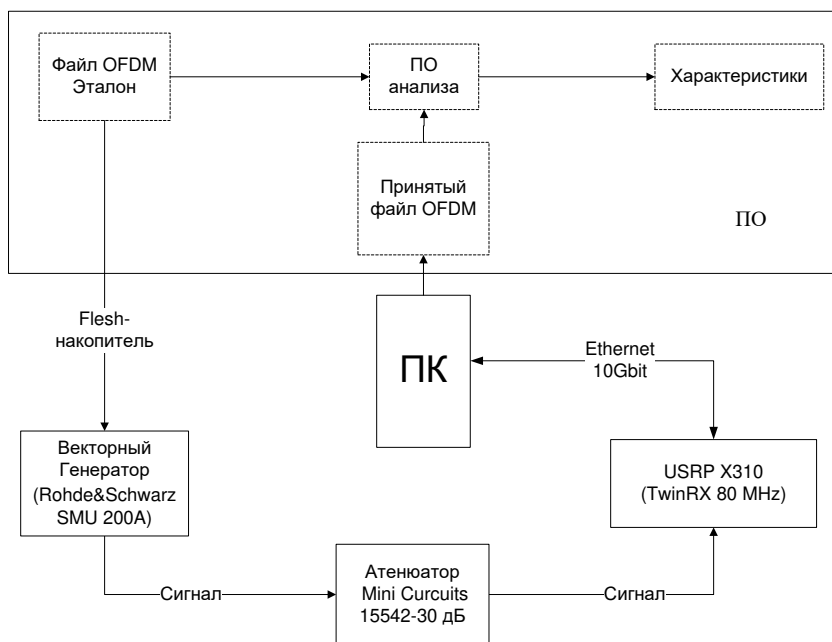 Файл OFDM
Эталон
ПО
анализа
Характеристики
Принятый
файл OFDM
ПО
Flesh-
накопитель
ПК
Ethernet
10Gbit
Векторный
Генератор
(Rohde&Schwarz
SMU 200A)
USRP X310
(TwinRX 80 MHz)
Сигнал
Атенюатор
Mini Curcuits
15542-30 дБ
Сигнал